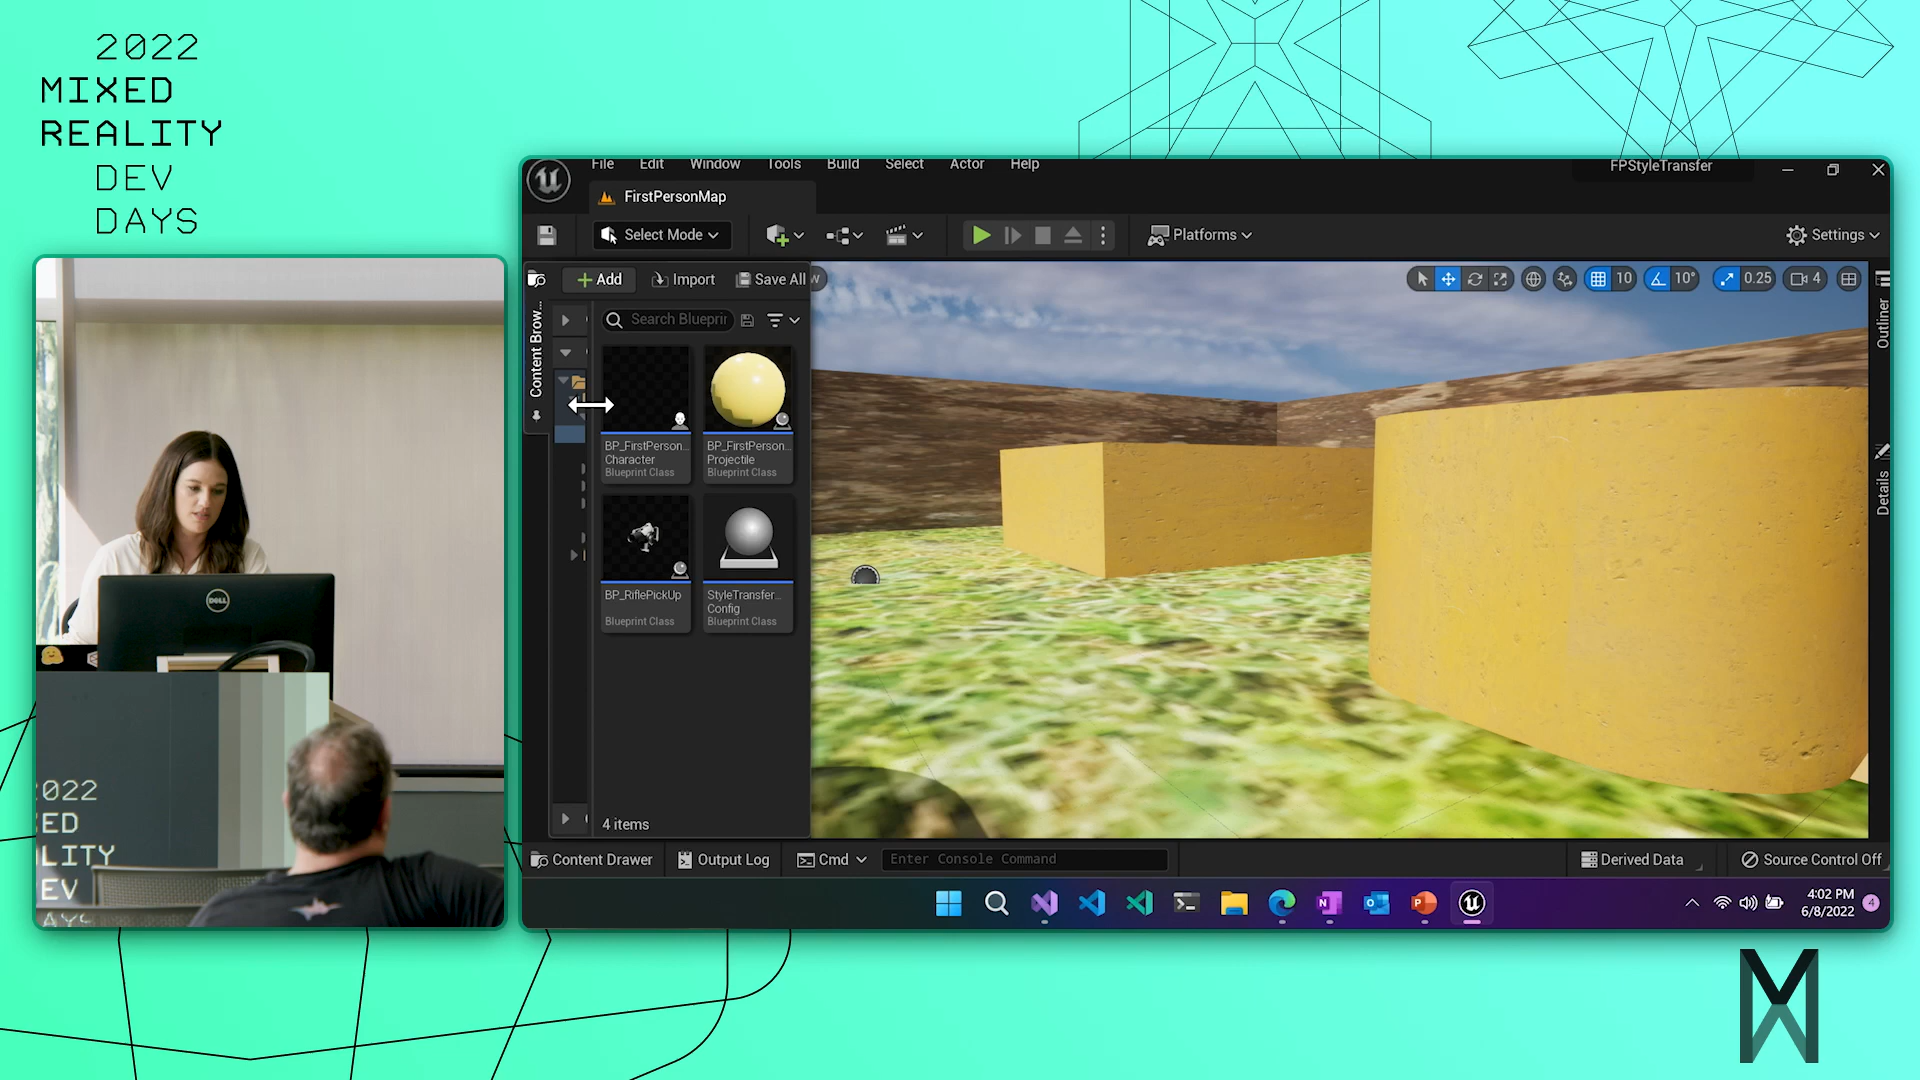 2022
MIXED
REALITY
DEV
DAYS
File Edit Window Tools Build Select Actor Help
FPStyleTransfer
FirstPersonMap
Select Mode
Platforms
Settings
Content Brow...
Add Import Save All
10 10° 0.25 4
Outliner
Details
BP_FirstPerson...
Character
Blueprint Class
BP_FirstPerson...
Projectile
Blueprint Class
BP_RiflePickUp
Blueprint Class
StyleTransfer...
Config
Blueprint Class
4 items
Content Drawer Output Log Cmd Enter Console Command Derived Data Source Control Off
4:02 PM
6/8/2022
4
DELL
2022
ED
LITY
EV
AYS